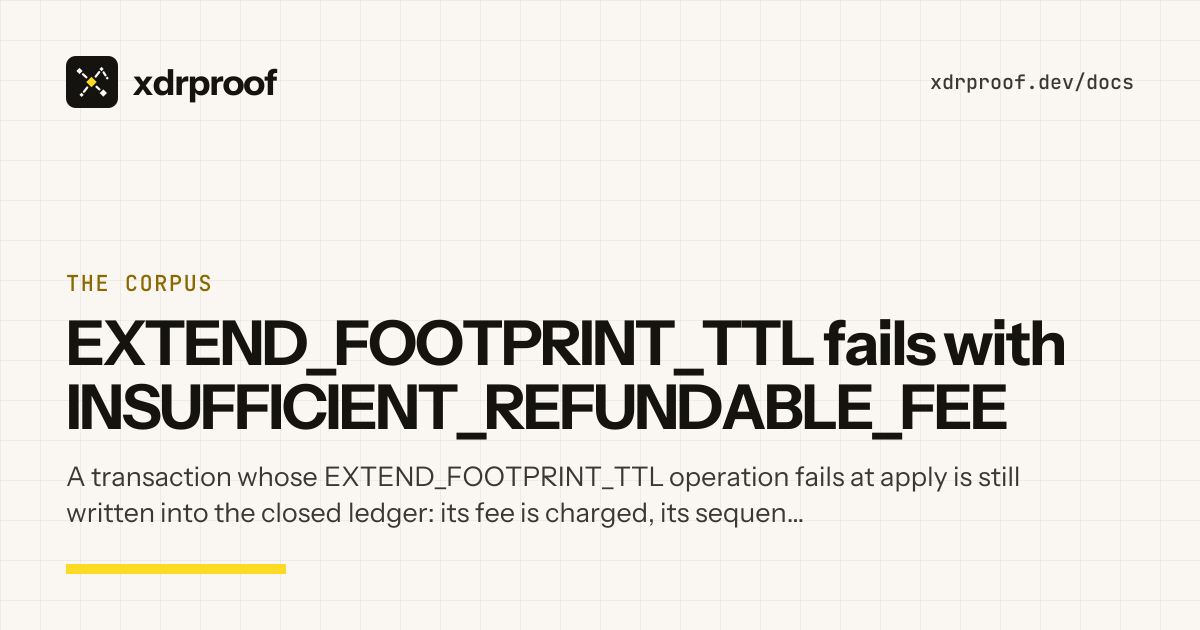 xdrproof
xdrproof.dev/docs
THE CORPUS
EXTEND_FOOTPRINT_TTL fails with
INSUFFICIENT_REFUNDABLE_FEE
A transaction whose EXTEND_FOOTPRINT_TTL operation fails at apply is still
written into the closed ledger: its fee is charged, its sequen...